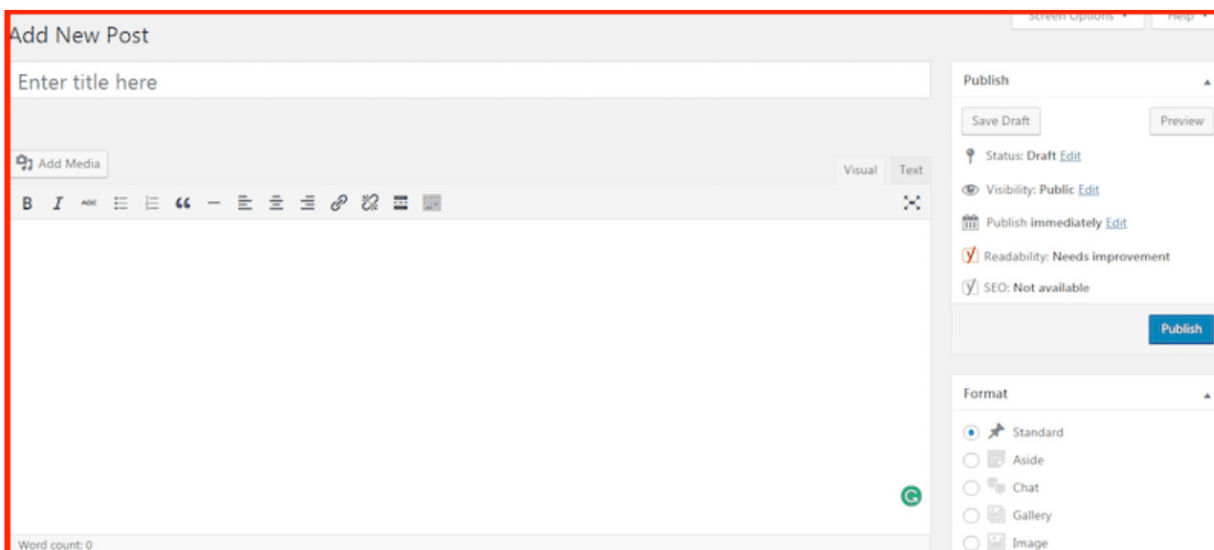 Screen Options
Help
Add New Post
Enter title here
Add Media
Visual
Text
B I ABC
Publish
Save Draft
Preview
Status: Draft Edit
Visibility: Public Edit
Publish immediately Edit
Readability: Needs improvement
SEO: Not available
Publish
Format
Standard
Aside
Chat
Gallery
Image
Word count: 0